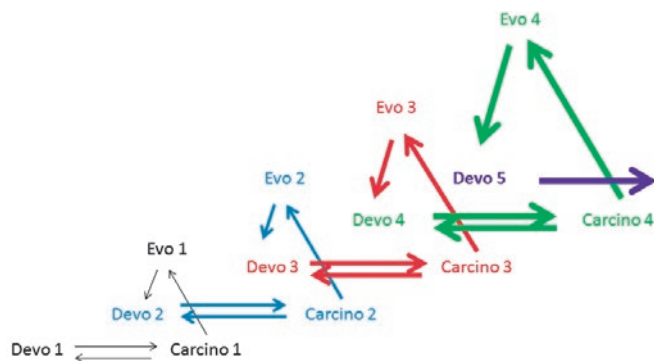 Evo 4
Evo 3
Evo 2
Devo 5
Devo 4
Carcino 4
Evo 1
Devo 3
Carcino 3
Devo 2
Carcino 2
Devo 1
Carcino 1